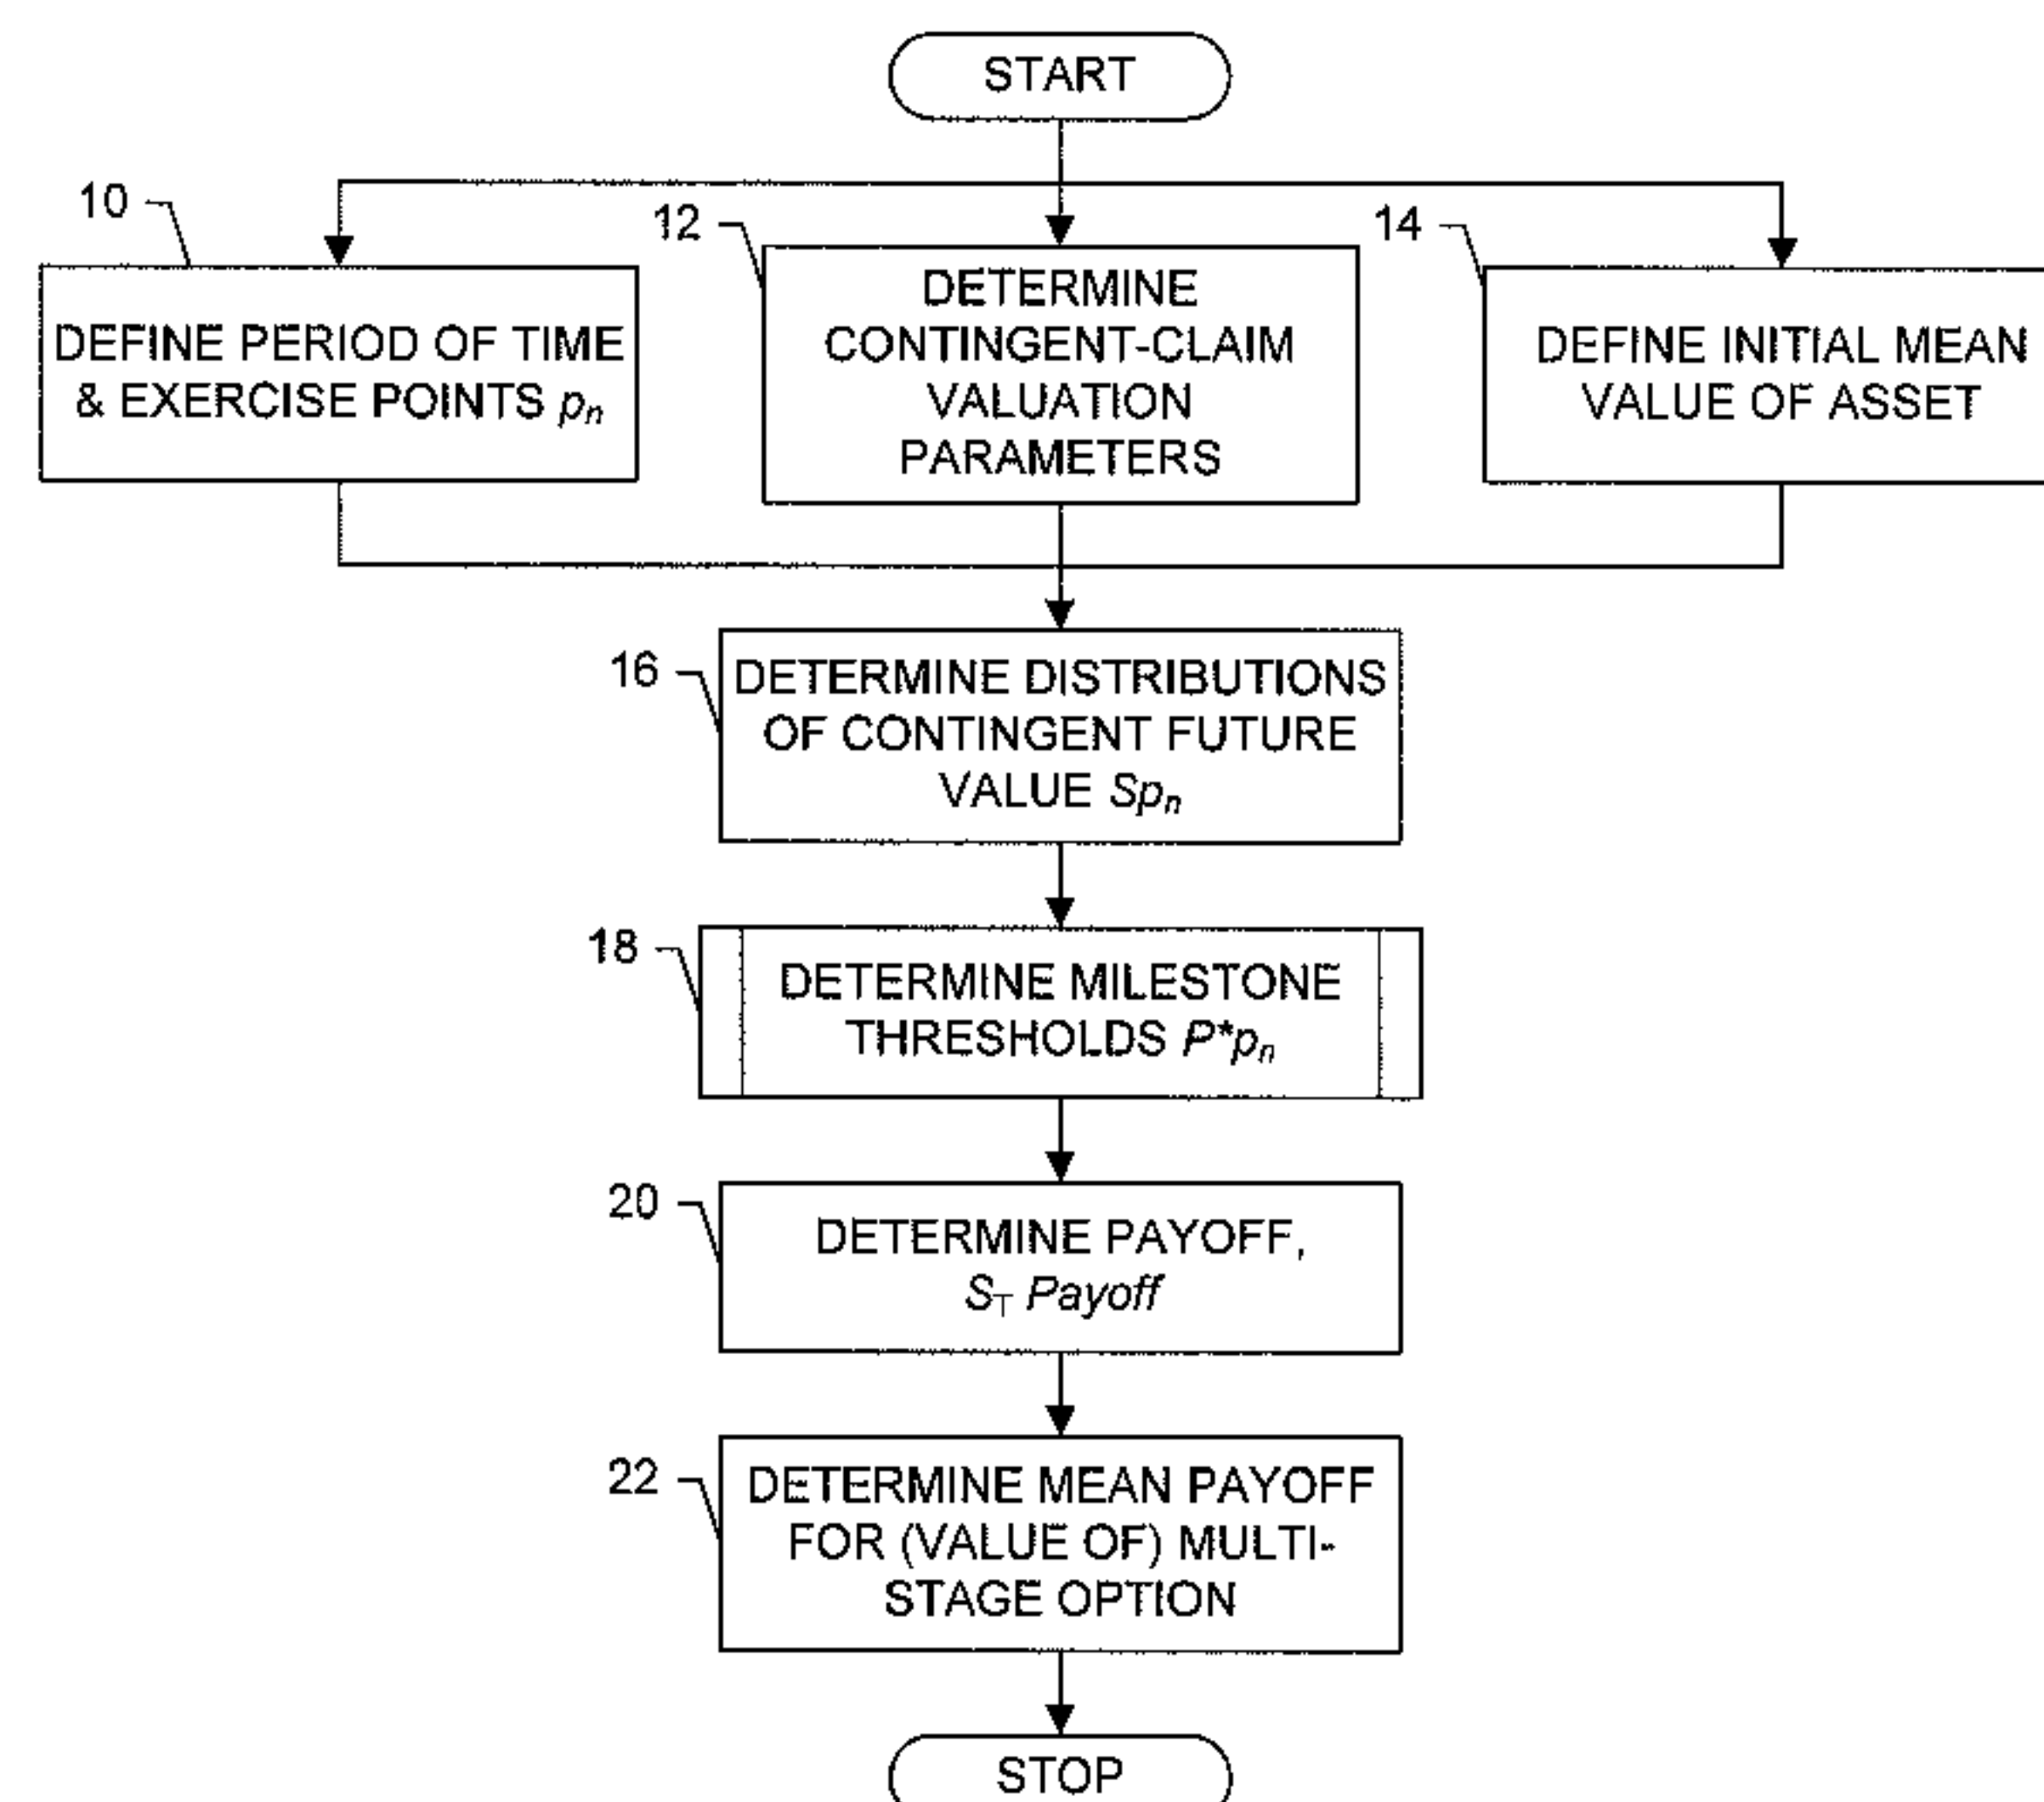 START
10
DEFINE PERIOD OF TIME
& EXERCISE POINTS pn
12
DETERMINE
CONTINGENT-CLAIM
VALUATION
PARAMETERS
14
DEFINE INITIAL MEAN
VALUE OF ASSET
16
DETERMINE DISTRIBUTIONS
OF CONTINGENT FUTURE
VALUE Spn
18
DETERMINE MILESTONE
THRESHOLDS P*pn
20
DETERMINE PAYOFF,
ST Payoff
22
DETERMINE MEAN PAYOFF
FOR (VALUE OF) MULTI-
STAGE OPTION
STOP